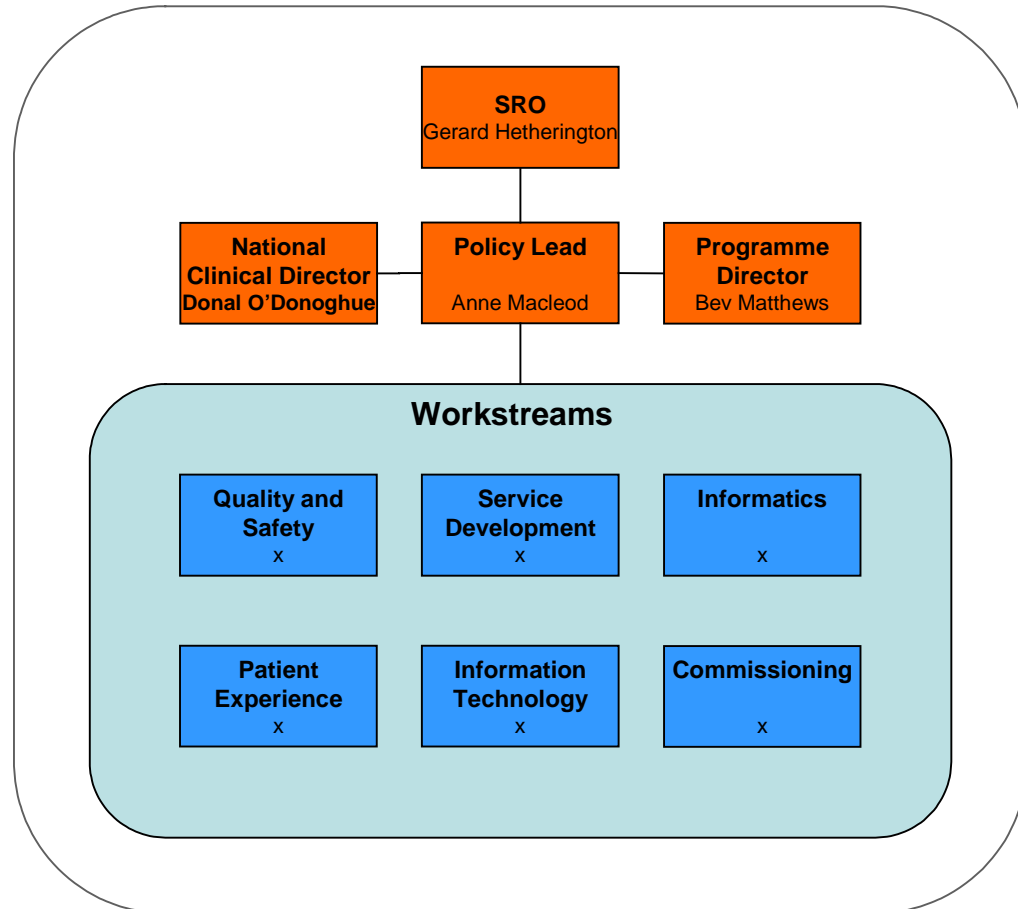 SRO
Gerard Hetherington
National
Clinical Director
Donal O’Donoghue
Policy Lead
Anne Macleod
Programme
Director
Bev Matthews
Workstreams
Quality and
Safety
x
Service
Development
x
Informatics
x
Patient
Experience
x
Information
Technology
x
Commissioning
x